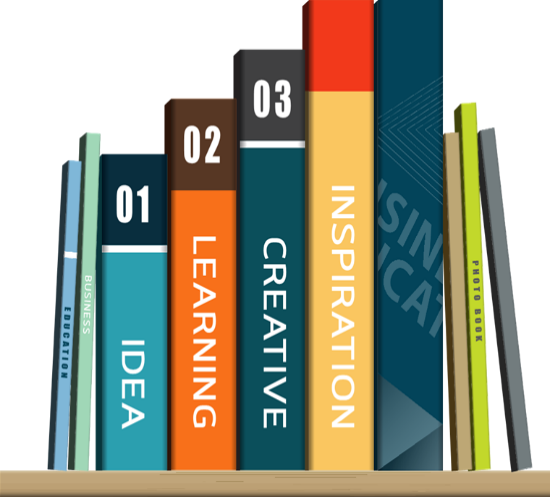 EDUCATION
BUSINESS
01
IDEA
02
LEARNING
03
CREATIVE
INSPIRATION
PHOTO BOOK